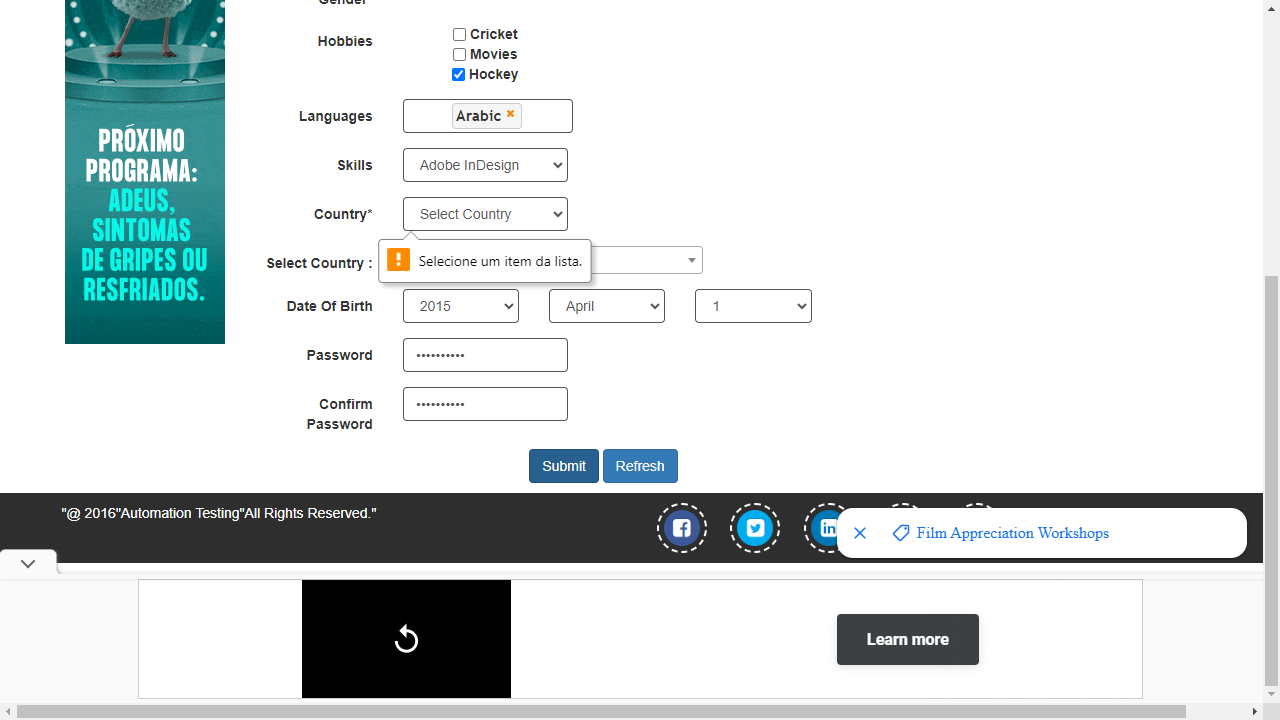 Gender
Hobbies
Cricket
Movies
Hockey
Languages
Arabic
Skills
Adobe InDesign
Country*
Select Country
Select Country :
Selecione um item da lista.
Date Of Birth
2015
April
1
Password
••••••••••
Confirm
Password
••••••••••
Submit
Refresh
PRÓXIMO
PROGRAMA:
ADEUS,
SINTOMAS
DE GRIPES OU
RESFRIADOS.
"@ 2016"Automation Testing"All Rights Reserved."
in
Film Appreciation Workshops
Learn more